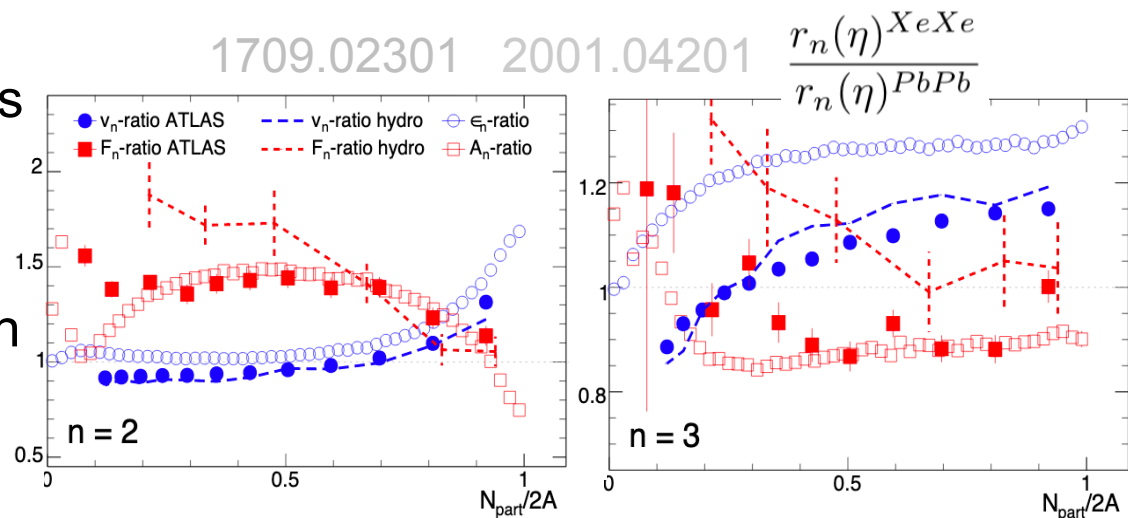 1709.02301 2001.04201
r_n(η)^{XeXe}
r_n(η)^{PbPb}
s
n
v_n-ratio ATLAS v_n-ratio hydro ϵ_n-ratio
F_n-ratio ATLAS F_n-ratio hydro A_n-ratio
2
1.5
1
0.5
n = 2
0 0.5 1
N_part/2A
1.2
1
0.8
n = 3
0 0.5 1
N_part/2A